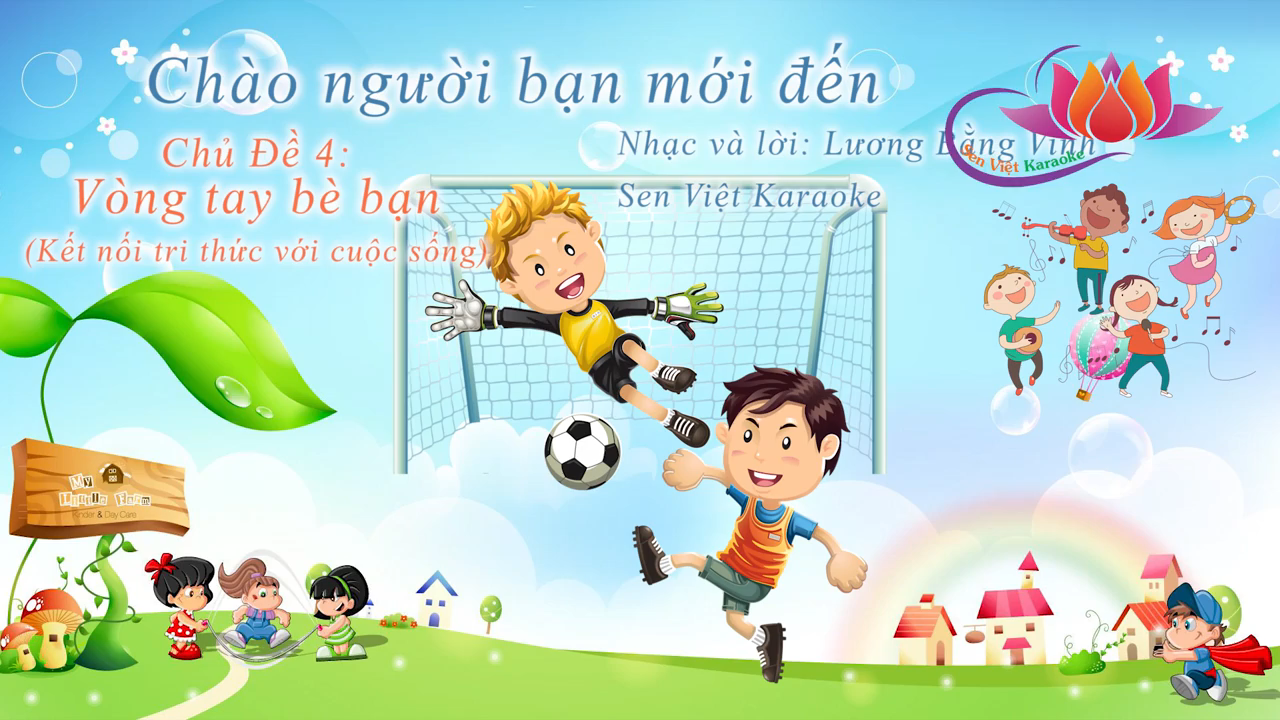 Chào người bạn mới đến
Chủ Đề 4:
Vòng tay bè bạn
(Kết nối tri thức với cuộc sống)
Nhạc và lời: Lương Bằng Vinh
Sen Việt Karaoke
Sen Việt Karaoke
My
Little Farm
Kinder & Day Care